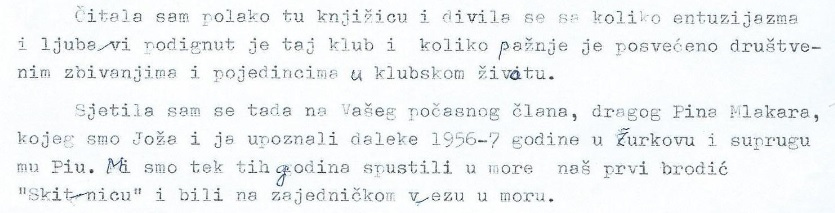 Čitala sam polako tu knjižicu i divila se sa koliko entuzijazma
i ljubavi podignut je taj klub i koliko pažnje je posvećeno društve-
nim zbivanjima i pojedincima u klubskom životu.
Sjetila sam se tada na Vašeg počasnog člana, dragog Pina Mlakara,
kojeg smo Joža i ja upoznali daleke 1956-7 godine u Žurkovu i suprugu
mu Piu. Mi smo tek tih godina spustili u more naš prvi brodić
"Skitnicu" i bili na zajedničkom vezu u moru.